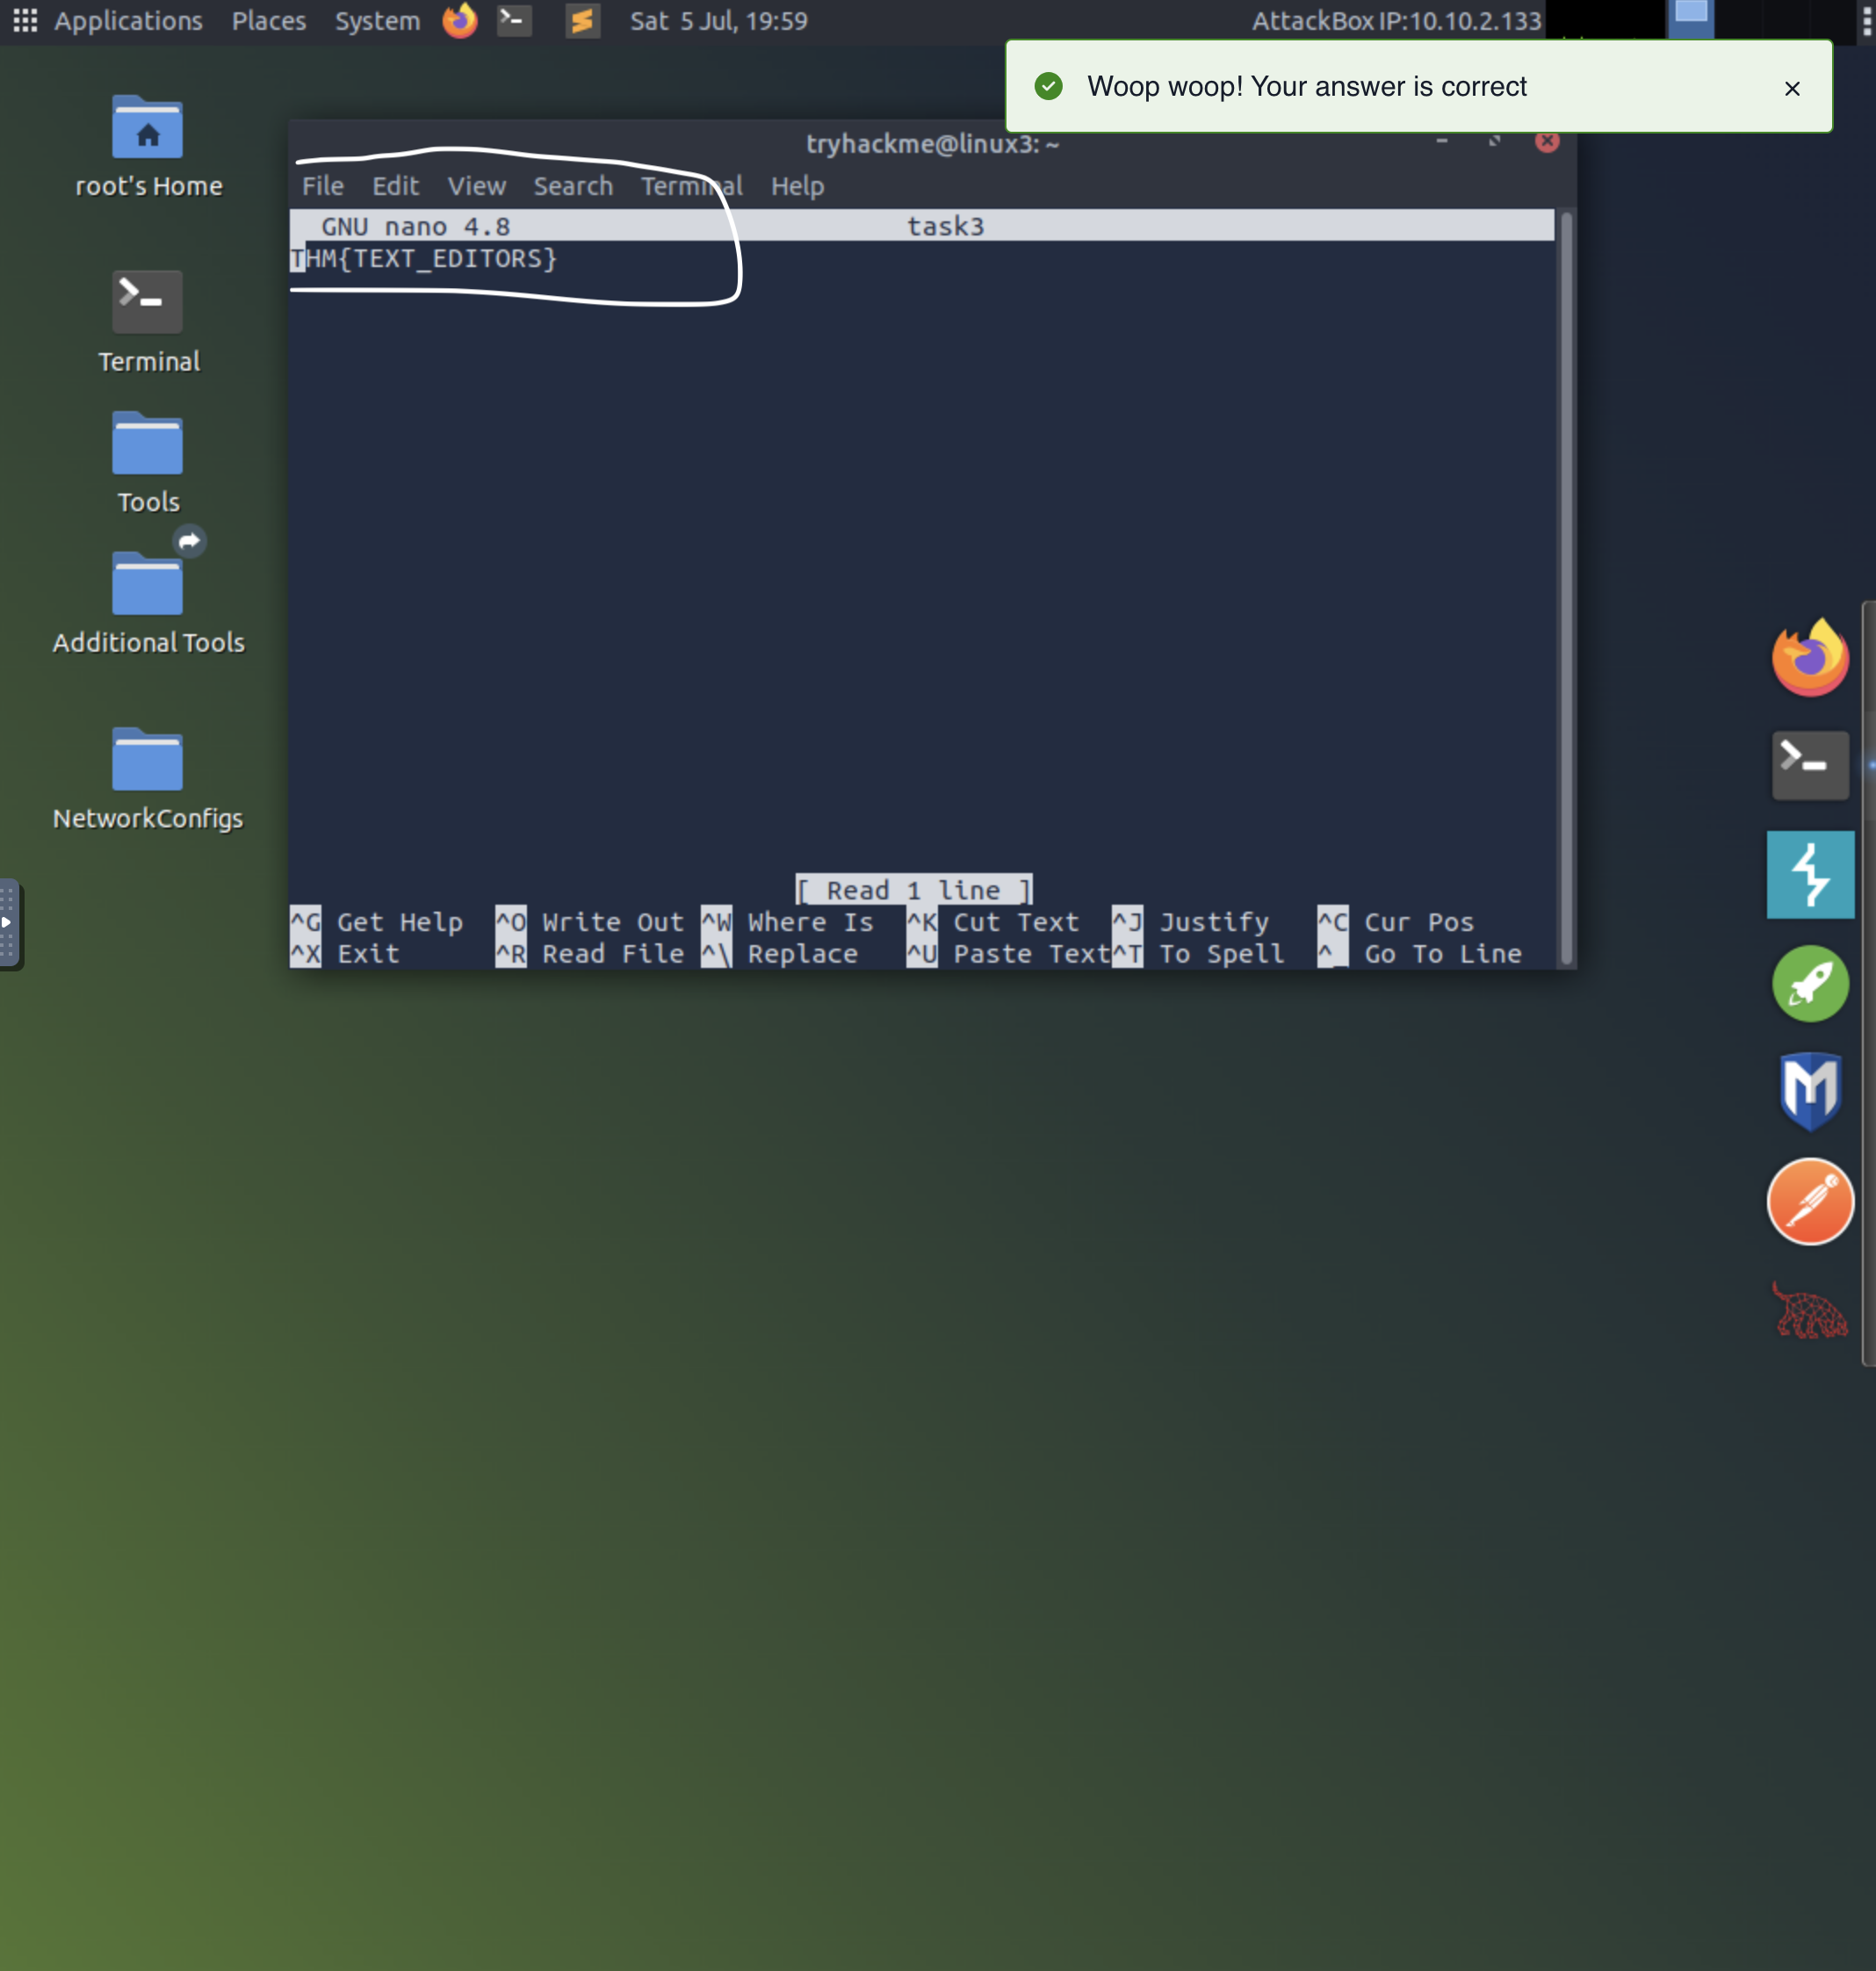 Applications Places System Sat 5 Jul, 19:59 AttackBox IP:10.10.2.133
Woop woop! Your answer is correct
tryhackme@linux3: ~
File Edit View Search Terminal Help
GNU nano 4.8 task3
THM{TEXT_EDITORS}
root's Home
Terminal
Tools
Additional Tools
NetworkConfigs
[ Read 1 line ]
^G Get Help ^O Write Out ^W Where Is ^K Cut Text ^J Justify ^C Cur Pos
^X Exit ^R Read File ^\ Replace ^U Paste Text ^T To Spell ^_ Go To Line